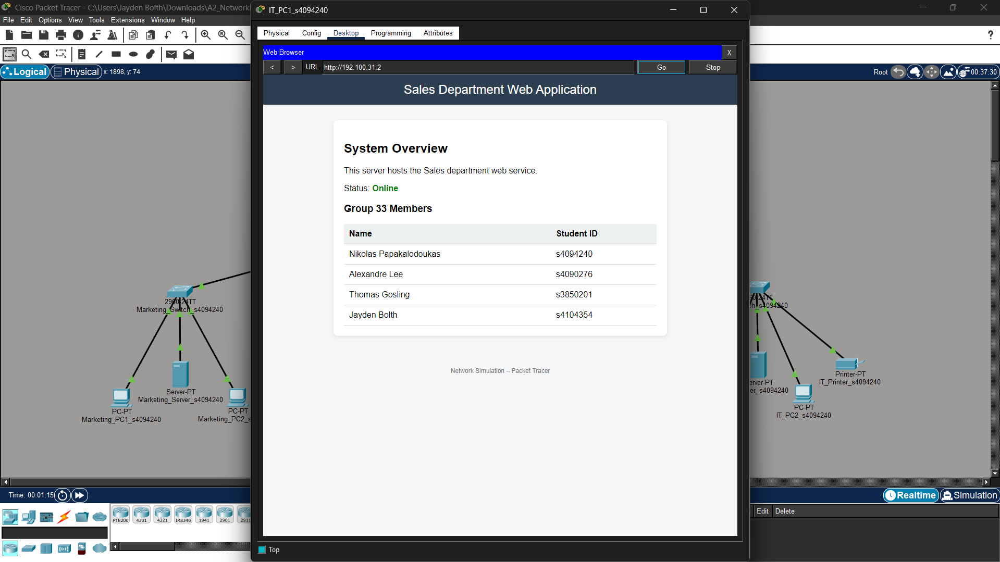 Cisco Packet Tracer - C:\Users\Jayden Bolth\Downloads\A2_Network
File Edit Options View Tools Extensions Window Help
Logical Physical x: 1898, y: 74
Root 00:37:30
IT_PC1_s4094240
Physical Config Desktop Programming Attributes
Web Browser X
< > URL http://192.100.31.2 Go Stop
Sales Department Web Application
System Overview
This server hosts the Sales department web service.
Status: Online
Group 33 Members
Name Student ID
Nikolas Papakalodoukas s4094240
Alexandre Lee s4090276
Thomas Gosling s3850201
Jayden Bolth s4104354
Network Simulation – Packet Tracer
Top
2960-24TT
Marketing_Switch_s4094240
Server-PT
Marketing_Server_s4094240
PC-PT
Marketing_PC1_s4094240
PC-PT
Marketing_PC2_s
60-24TT
ch_s4094240
erver-PT
er_s4094240
PC-PT
IT_PC2_s4094240
Printer-PT
IT_Printer_s4094240
Time: 00:01:15
Realtime Simulation
PT8200 4331 4321 IR8340 1941 2901 2911
Edit Delete
?